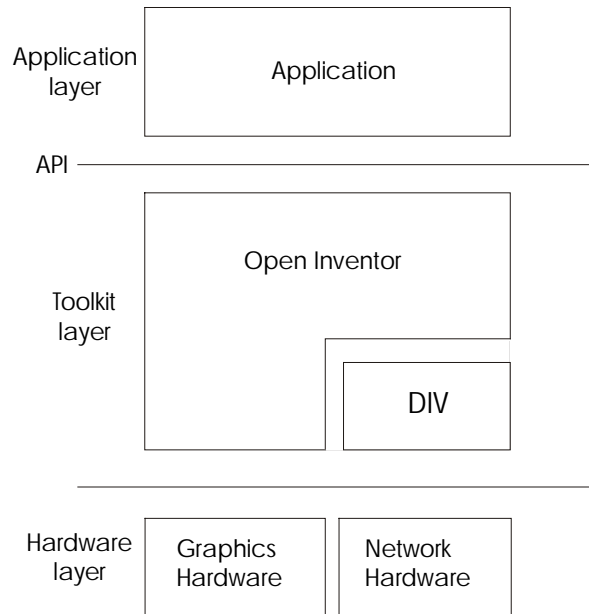 Application
layer
Application
API
Open Inventor
Toolkit
layer
DIV
Hardware
layer
Graphics
Hardware
Network
Hardware